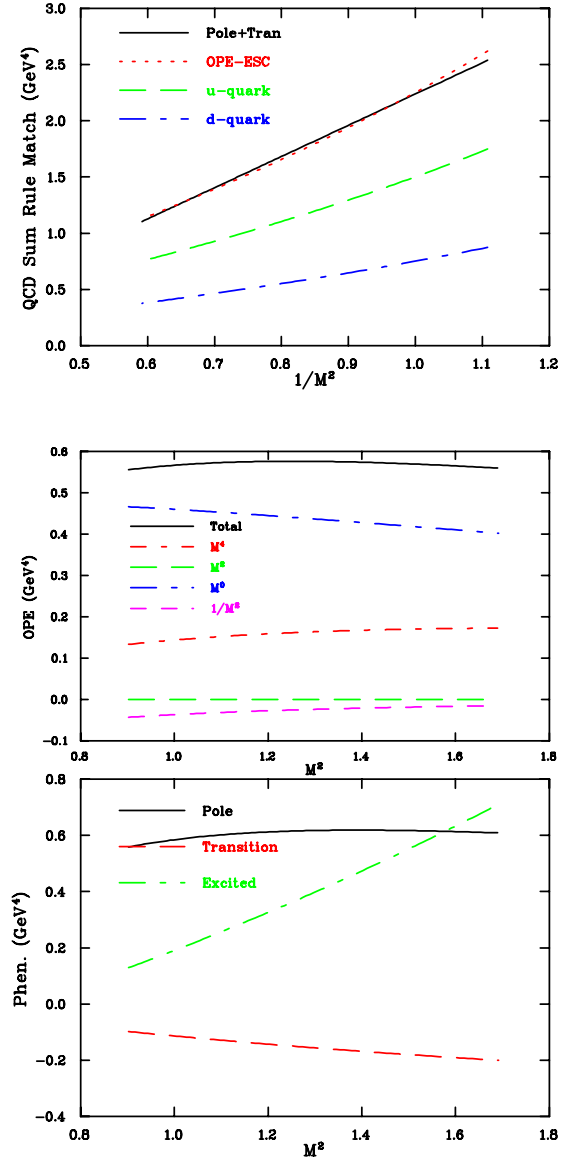 3.0
2.5
2.0
1.5
1.0
0.5
0.0
QCD Sum Rule Match (GeV⁴)
Pole+Tran
OPE-ESC
u-quark
d-quark
0.5 0.6 0.7 0.8 0.9 1.0 1.1 1.2
1/M²
0.6
0.5
0.4
0.3
0.2
0.1
0.0
-0.1
OPE (GeV⁴)
Total
M⁴
M²
M⁰
1/M²
0.8 1.0 1.2 1.4 1.6 1.8
M²
0.8
0.6
0.4
0.2
0.0
-0.2
-0.4
Phen. (GeV⁴)
Pole
Transition
Excited
0.8 1.0 1.2 1.4 1.6 1.8
M²